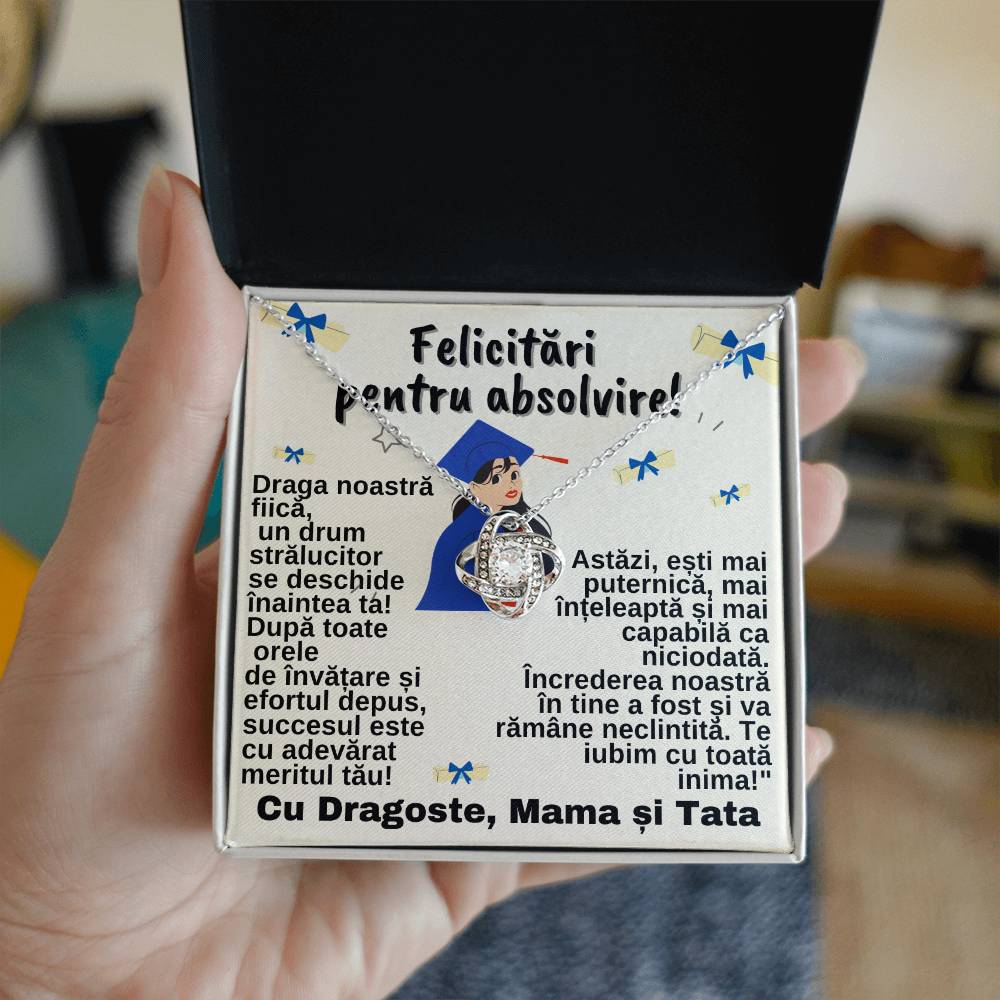 Felicitări
pentru absolvire!
Draga noastră
fiică,
un drum
strălucitor
se deschide
înaintea ta!
După toate
orele
de învățare și
efortul depus,
succesul este
cu adevărat
meritul tău!
Astăzi, ești mai
puternică, mai
înțeleaptă și mai
capabilă ca
niciodată.
Încrederea noastră
în tine a fost și va
rămâne neclintită. Te
iubim cu toată
inima!"
Cu Dragoste, Mama și Tata